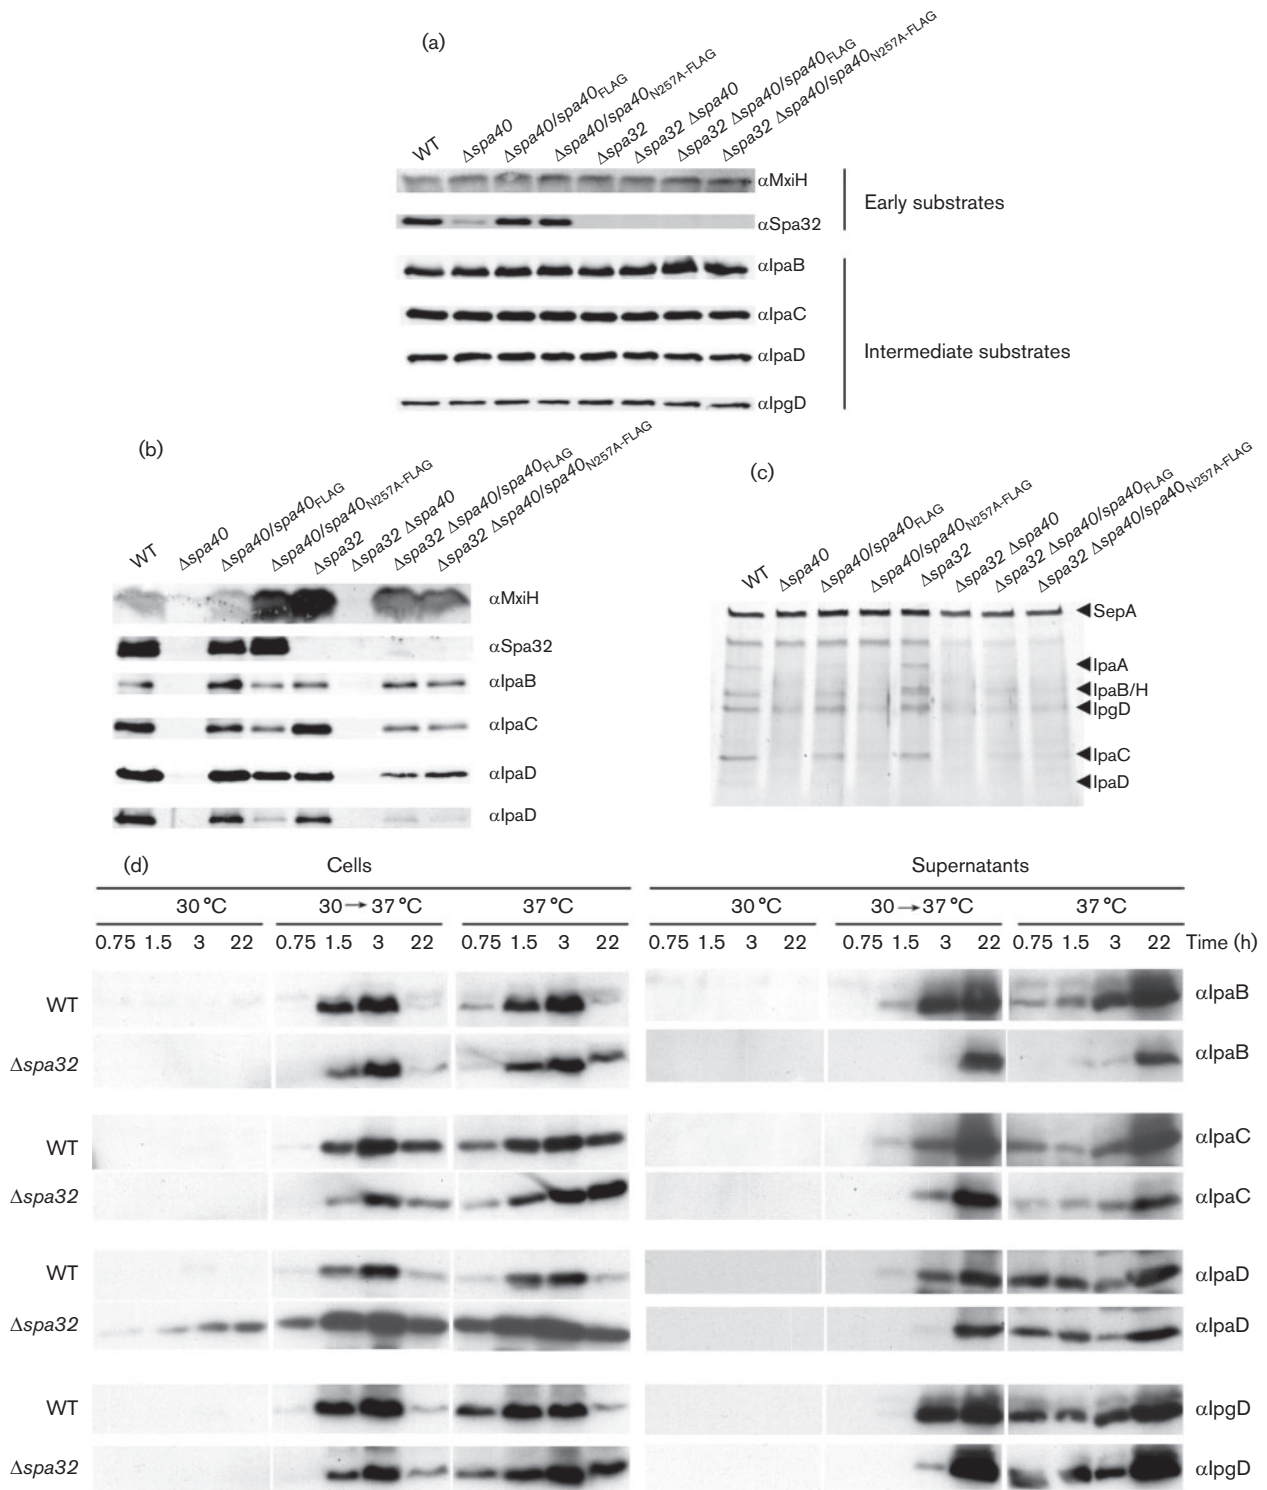 (a)
WT
Δspa40
Δspa40/spa40FLAG
Δspa40/spa40N257A-FLAG
Δspa32
Δspa32 Δspa40
Δspa32 Δspa40/spa40FLAG
Δspa32 Δspa40/spa40N257A-FLAG
αMxiH
Early substrates
αSpa32
αIpaB
αIpaC
αIpaD
Intermediate substrates
αIpgD
(b)
WT
Δspa40
Δspa40/spa40FLAG
Δspa40/spa40N257A-FLAG
Δspa32
Δspa32 Δspa40
Δspa32 Δspa40/spa40FLAG
Δspa32 Δspa40/spa40N257A-FLAG
αMxiH
αSpa32
αIpaB
αIpaC
αIpaD
αIpaD
(c)
WT
Δspa40
Δspa40/spa40FLAG
Δspa40/spa40N257A-FLAG
Δspa32
Δspa32 Δspa40
Δspa32 Δspa40/spa40FLAG
Δspa32 Δspa40/spa40N257A-FLAG
SepA
IpaA
IpaB/H
IpgD
IpaC
IpaD
(d) Cells Supernatants
30 °C 30→37 °C 37 °C 30 °C 30→37 °C 37 °C
0.75 1.5 3 22 0.75 1.5 3 22 0.75 1.5 3 22 0.75 1.5 3 22 0.75 1.5 3 22 0.75 1.5 3 22 Time (h)
WT αIpaB
Δspa32 αIpaB
WT αIpaC
Δspa32 αIpaC
WT αIpaD
Δspa32 αIpaD
WT αIpgD
Δspa32 αIpgD